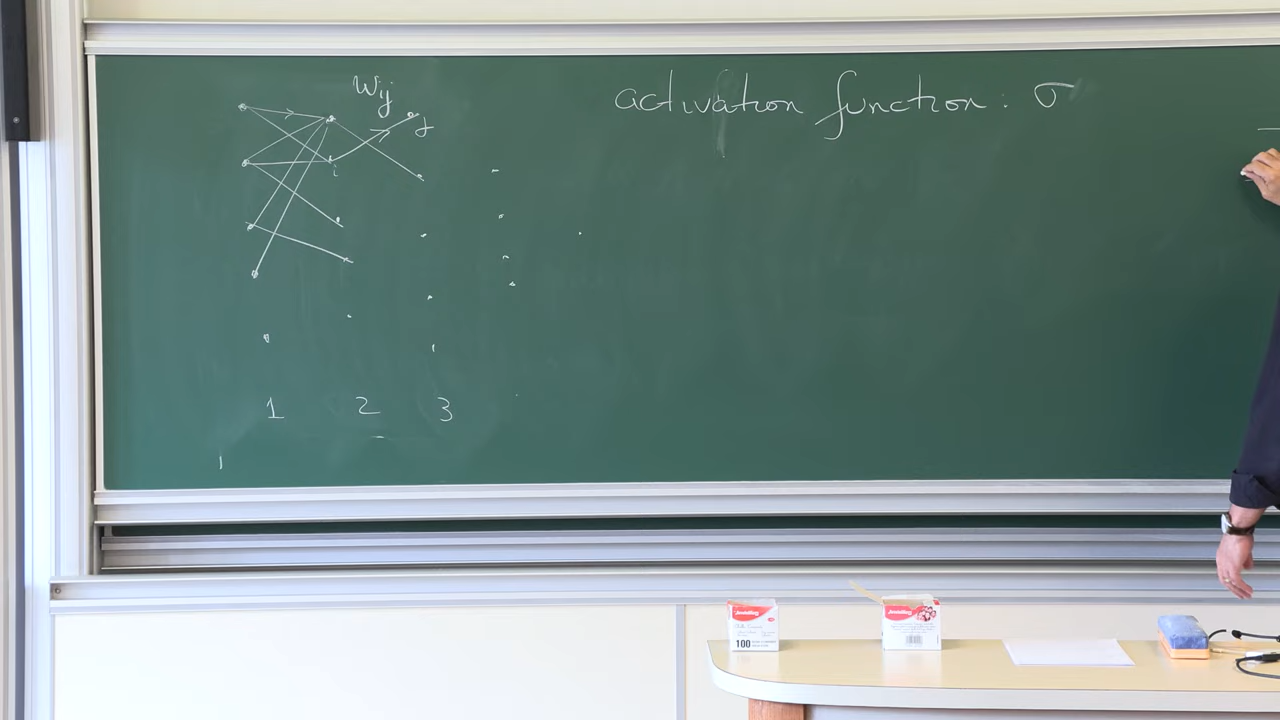 Wij
activation function: σ
j
i
1 2 3
100